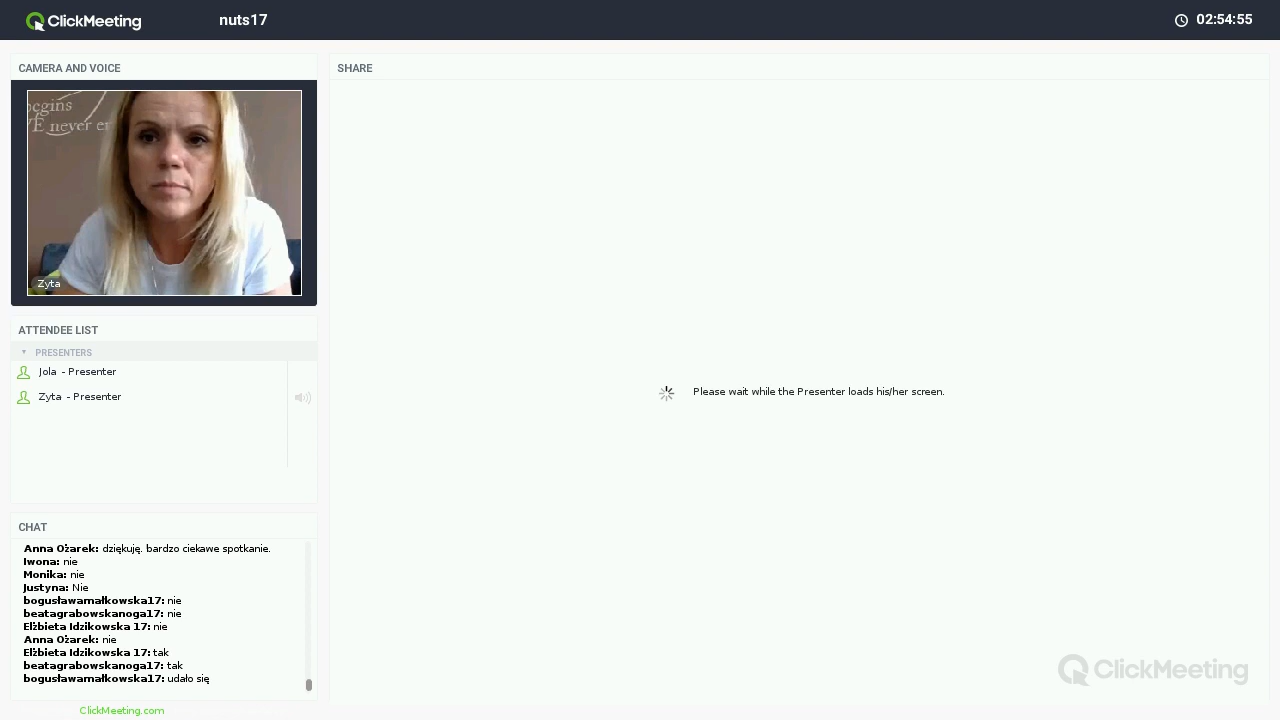 ClickMeeting
nuts17
02:54:55
CAMERA AND VOICE
SHARE
begins
E never
Zyta
ATTENDEE LIST
PRESENTERS
Jola - Presenter
Zyta - Presenter
Please wait while the Presenter loads his/her screen.
CHAT
Anna Ożarek: dziękuję. bardzo ciekawe spotkanie.
Iwona: nie
Monika: nie
Justyna: Nie
bogusławamałkowska17: nie
beatagrabowskanoga17: nie
Elżbieta Idzikowska 17: nie
Anna Ożarek: nie
Elżbieta Idzikowska 17: tak
beatagrabowskanoga17: tak
bogusławamałkowska17: udało się
ClickMeeting
ClickMeeting.com